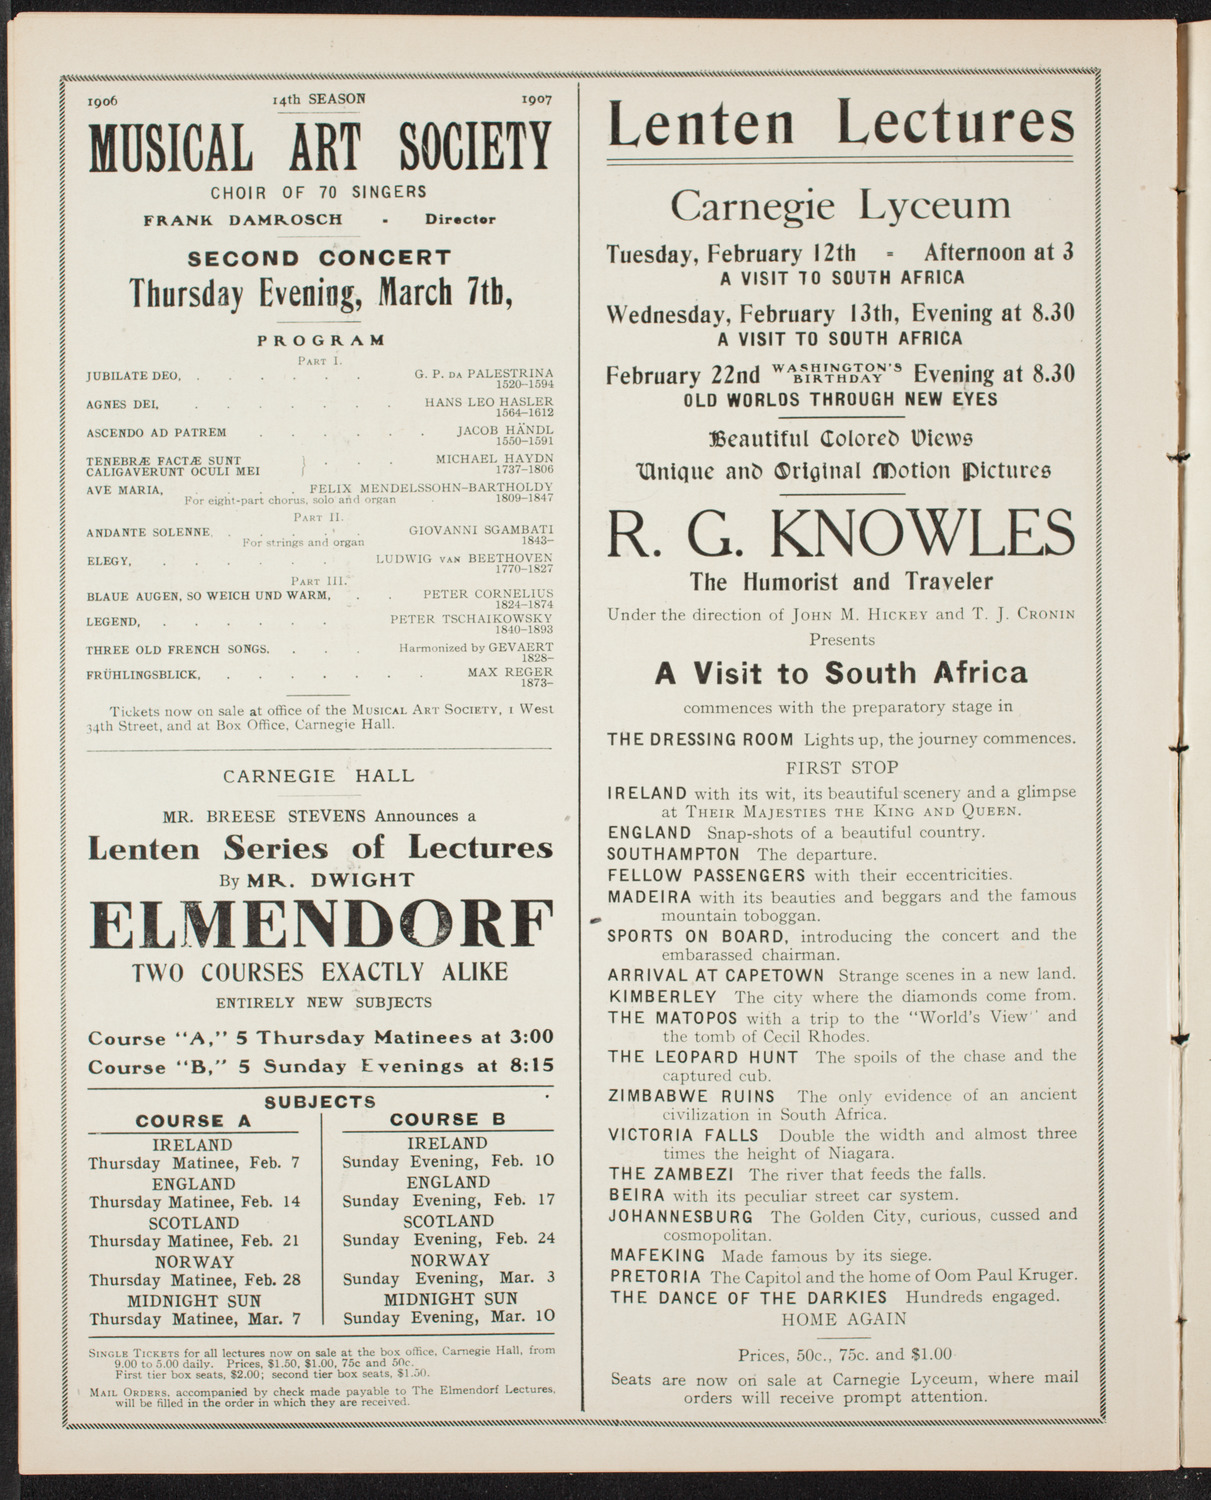 1906 14th SEASON 1907
MUSICAL ART SOCIETY
CHOIR OF 70 SINGERS
FRANK DAMROSCH - Director
SECOND CONCERT
Thursday Evening, March 7th,
PROGRAM
PART I.
JUBILATE DEO, . . . . . . G. P. DA PALESTRINA
1520-1594
AGNES DEI, . . . . . . . HANS LEO HASLER
1564-1612
ASCENDO AD PATREM . . . . . JACOB HÄNDL
1550-1591
TENEBRÆ FACTÆ SUNT } . . . MICHAEL HAYDN
CALIGAVERUNT OCULI MEI } 1737-1806
AVE MARIA, . . . . FELIX MENDELSSOHN-BARTHOLDY
For eight-part chorus, solo and organ 1809-1847
PART II.
ANDANTE SOLENNE, . . . . . GIOVANNI SGAMBATI
For strings and organ 1843-
ELEGY, . . . . . . LUDWIG VAN BEETHOVEN
1770-1827
PART III.
BLAUE AUGEN, SO WEICH UND WARM, . . PETER CORNELIUS
1824-1874
LEGEND, . . . . . . PETER TSCHAIKOWSKY
1840-1893
THREE OLD FRENCH SONGS. . . . Harmonized by GEVAERT
1828-
FRÜHLINGSBLICK, . . . . . . . MAX REGER
1873-
Tickets now on sale at office of the MUSICAL ART SOCIETY, 1 West
34th Street, and at Box Office, Carnegie Hall.
CARNEGIE HALL
MR. BREESE STEVENS Announces a
Lenten Series of Lectures
By MR. DWIGHT
ELMENDORF
TWO COURSES EXACTLY ALIKE
ENTIRELY NEW SUBJECTS
Course "A," 5 Thursday Matinees at 3:00
Course "B," 5 Sunday Evenings at 8:15
SUBJECTS
COURSE A
IRELAND
Thursday Matinee, Feb. 7
ENGLAND
Thursday Matinee, Feb. 14
SCOTLAND
Thursday Matinee, Feb. 21
NORWAY
Thursday Matinee, Feb. 28
MIDNIGHT SUN
Thursday Matinee, Mar. 7
COURSE B
IRELAND
Sunday Evening, Feb. 10
ENGLAND
Sunday Evening, Feb. 17
SCOTLAND
Sunday Evening, Feb. 24
NORWAY
Sunday Evening, Mar. 3
MIDNIGHT SUN
Sunday Evening, Mar. 10
SINGLE TICKETS for all lectures now on sale at the box office, Carnegie Hall, from
9.00 to 5.00 daily. Prices, $1.50, $1.00, 75c and 50c.
First tier box seats, $2.00; second tier box seats, $1.50.
MAIL ORDERS, accompanied by check made payable to The Elmendorf Lectures,
will be filled in the order in which they are received.
Lenten Lectures
Carnegie Lyceum
Tuesday, February 12th - Afternoon at 3
A VISIT TO SOUTH AFRICA
Wednesday, February 13th, Evening at 8.30
A VISIT TO SOUTH AFRICA
February 22nd WASHINGTON'S BIRTHDAY Evening at 8.30
OLD WORLDS THROUGH NEW EYES
Beautiful Colored Views
Unique and Original Motion Pictures
R. G. KNOWLES
The Humorist and Traveler
Under the direction of JOHN M. HICKEY and T. J. CRONIN
Presents
A Visit to South Africa
commences with the preparatory stage in
THE DRESSING ROOM Lights up, the journey commences.
FIRST STOP
IRELAND with its wit, its beautiful scenery and a glimpse
at THEIR MAJESTIES THE KING AND QUEEN.
ENGLAND Snap-shots of a beautiful country.
SOUTHAMPTON The departure.
FELLOW PASSENGERS with their eccentricities.
MADEIRA with its beauties and beggars and the famous
mountain toboggan.
SPORTS ON BOARD, introducing the concert and the
embarassed chairman.
ARRIVAL AT CAPETOWN Strange scenes in a new land.
KIMBERLEY The city where the diamonds come from.
THE MATOPOS with a trip to the "World's View" and
the tomb of Cecil Rhodes.
THE LEOPARD HUNT The spoils of the chase and the
captured cub.
ZIMBABWE RUINS The only evidence of an ancient
civilization in South Africa.
VICTORIA FALLS Double the width and almost three
times the height of Niagara.
THE ZAMBEZI The river that feeds the falls.
BEIRA with its peculiar street car system.
JOHANNESBURG The Golden City, curious, cussed and
cosmopolitan.
MAFEKING Made famous by its siege.
PRETORIA The Capitol and the home of Oom Paul Kruger.
THE DANCE OF THE DARKIES Hundreds engaged.
HOME AGAIN
Prices, 50c., 75c. and $1.00
Seats are now on sale at Carnegie Lyceum, where mail
orders will receive prompt attention.